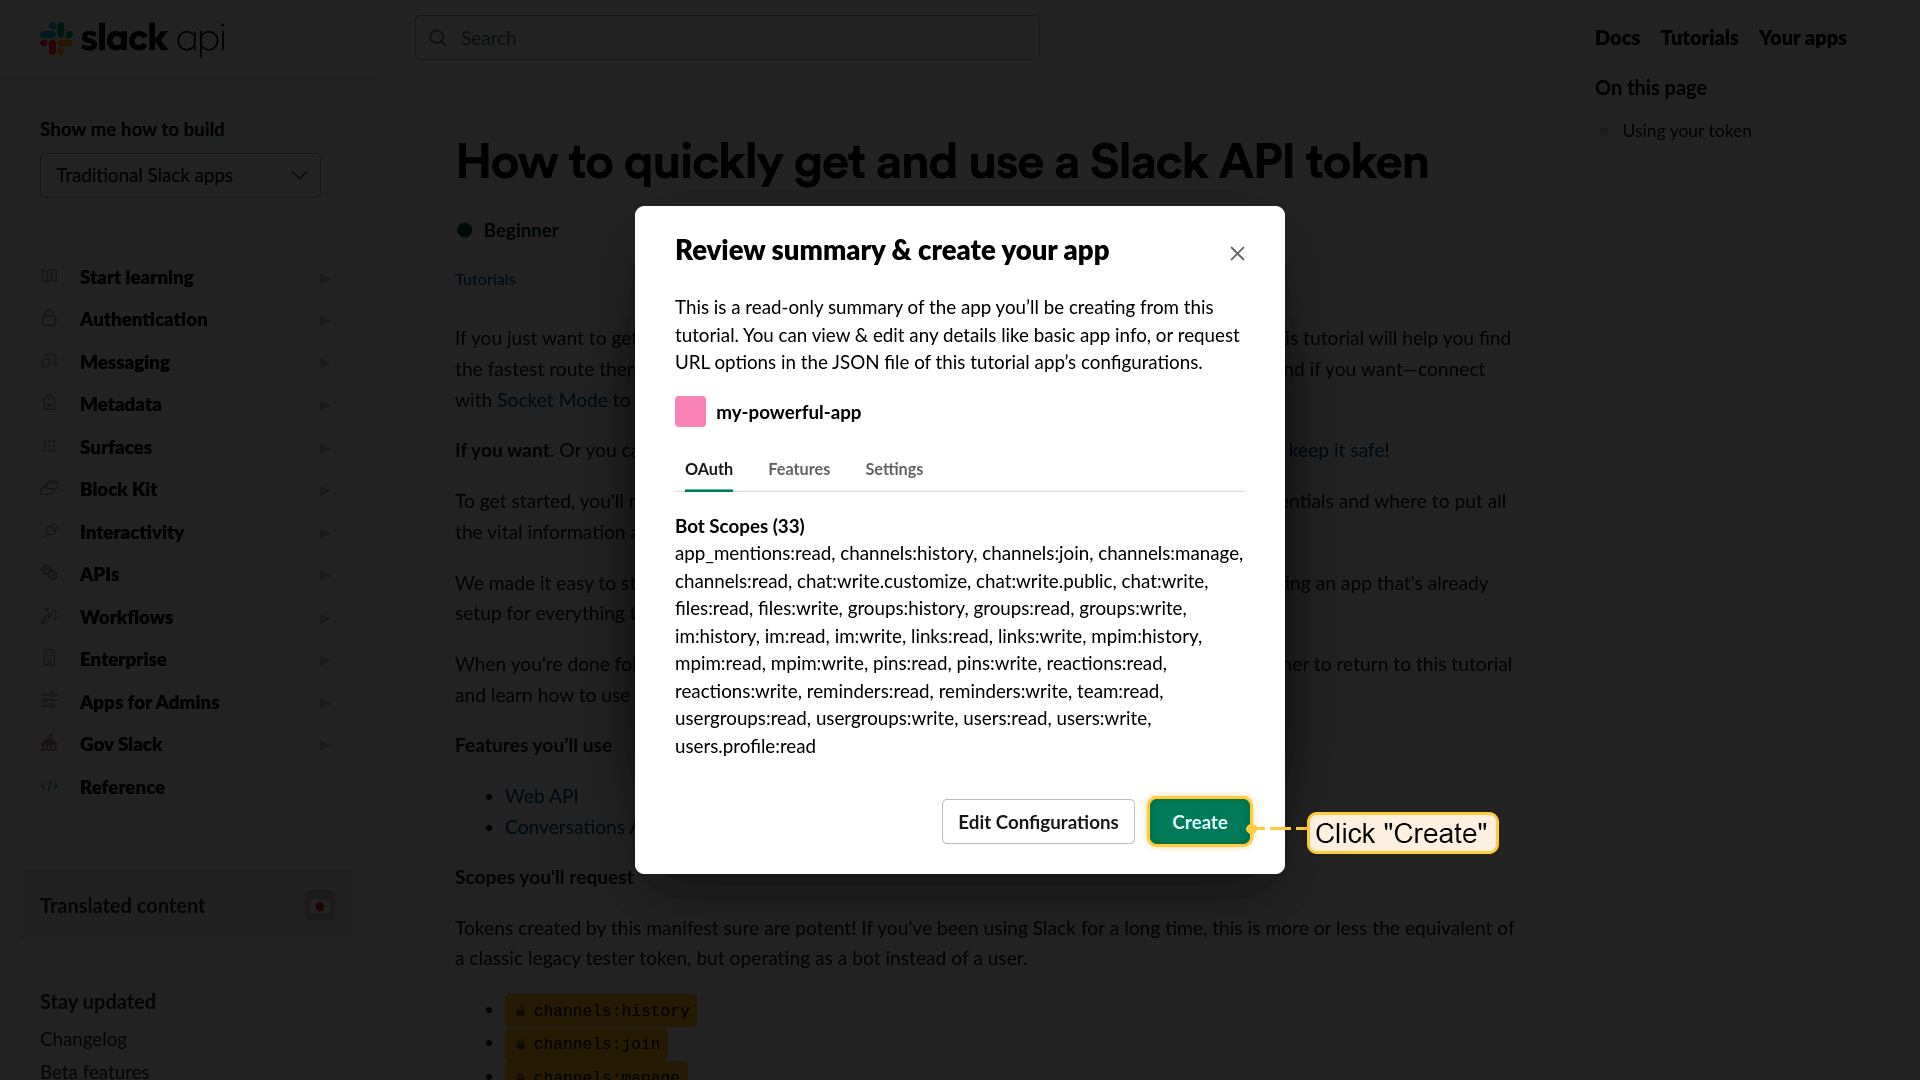 slack api
Search
Docs Tutorials Your apps
On this page
Using your token
Show me how to build
Traditional Slack apps
Start learning
Authentication
Messaging
Metadata
Surfaces
Block Kit
Interactivity
APIs
Workflows
Enterprise
Apps for Admins
Gov Slack
Reference
Translated content
Stay updated
Changelog
Beta features
How to quickly get and use a Slack API token
Beginner
Tutorials
If you just want to get
is tutorial will help you find
the fastest route
nd if you want—connect
with Socket Mode to
If you want. Or you
keep it safe!
To get started, you'll
entials and where to put all
the vital information
We made it easy to
ing an app that's already
setup for everything
When you're done
her to return to this tutorial
and learn how to use
Features you'll use
Web API
Conversations
Scopes you'll request
Tokens created by this manifest sure are potent! If you've been using Slack for a long time, this is more or less the equivalent of
a classic legacy tester token, but operating as a bot instead of a user.
channels:history
channels:join
channels:manage
Review summary & create your app
This is a read-only summary of the app you’ll be creating from this
tutorial. You can view & edit any details like basic app info, or request
URL options in the JSON file of this tutorial app’s configurations.
my-powerful-app
OAuth Features Settings
Bot Scopes (33)
app_mentions:read, channels:history, channels:join, channels:manage,
channels:read, chat:write.customize, chat:write.public, chat:write,
files:read, files:write, groups:history, groups:read, groups:write,
im:history, im:read, im:write, links:read, links:write, mpim:history,
mpim:read, mpim:write, pins:read, pins:write, reactions:read,
reactions:write, reminders:read, reminders:write, team:read,
usergroups:read, usergroups:write, users:read, users:write,
users.profile:read
Edit Configurations Create
Click "Create"